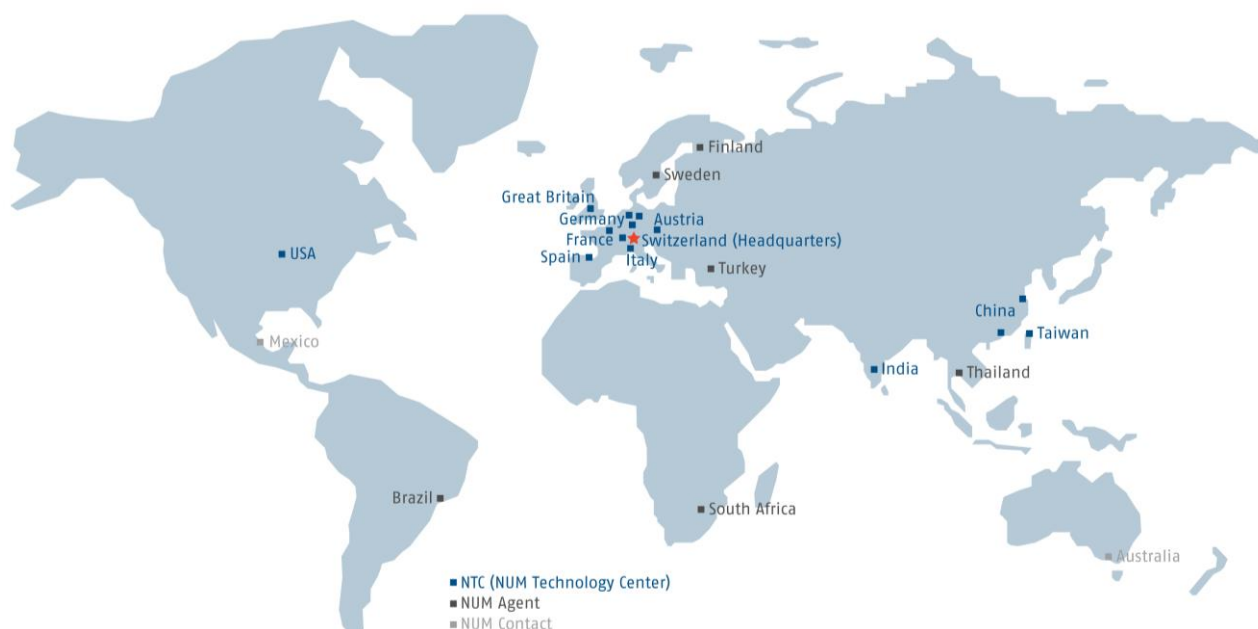 Finland
Sweden
Great Britain
Germany
Austria
France
Switzerland (Headquarters)
Spain
Italy
USA
Turkey
China
Taiwan
Mexico
India
Thailand
Brazil
South Africa
Australia
NTC (NUM Technology Center)
NUM Agent
NUM Contact